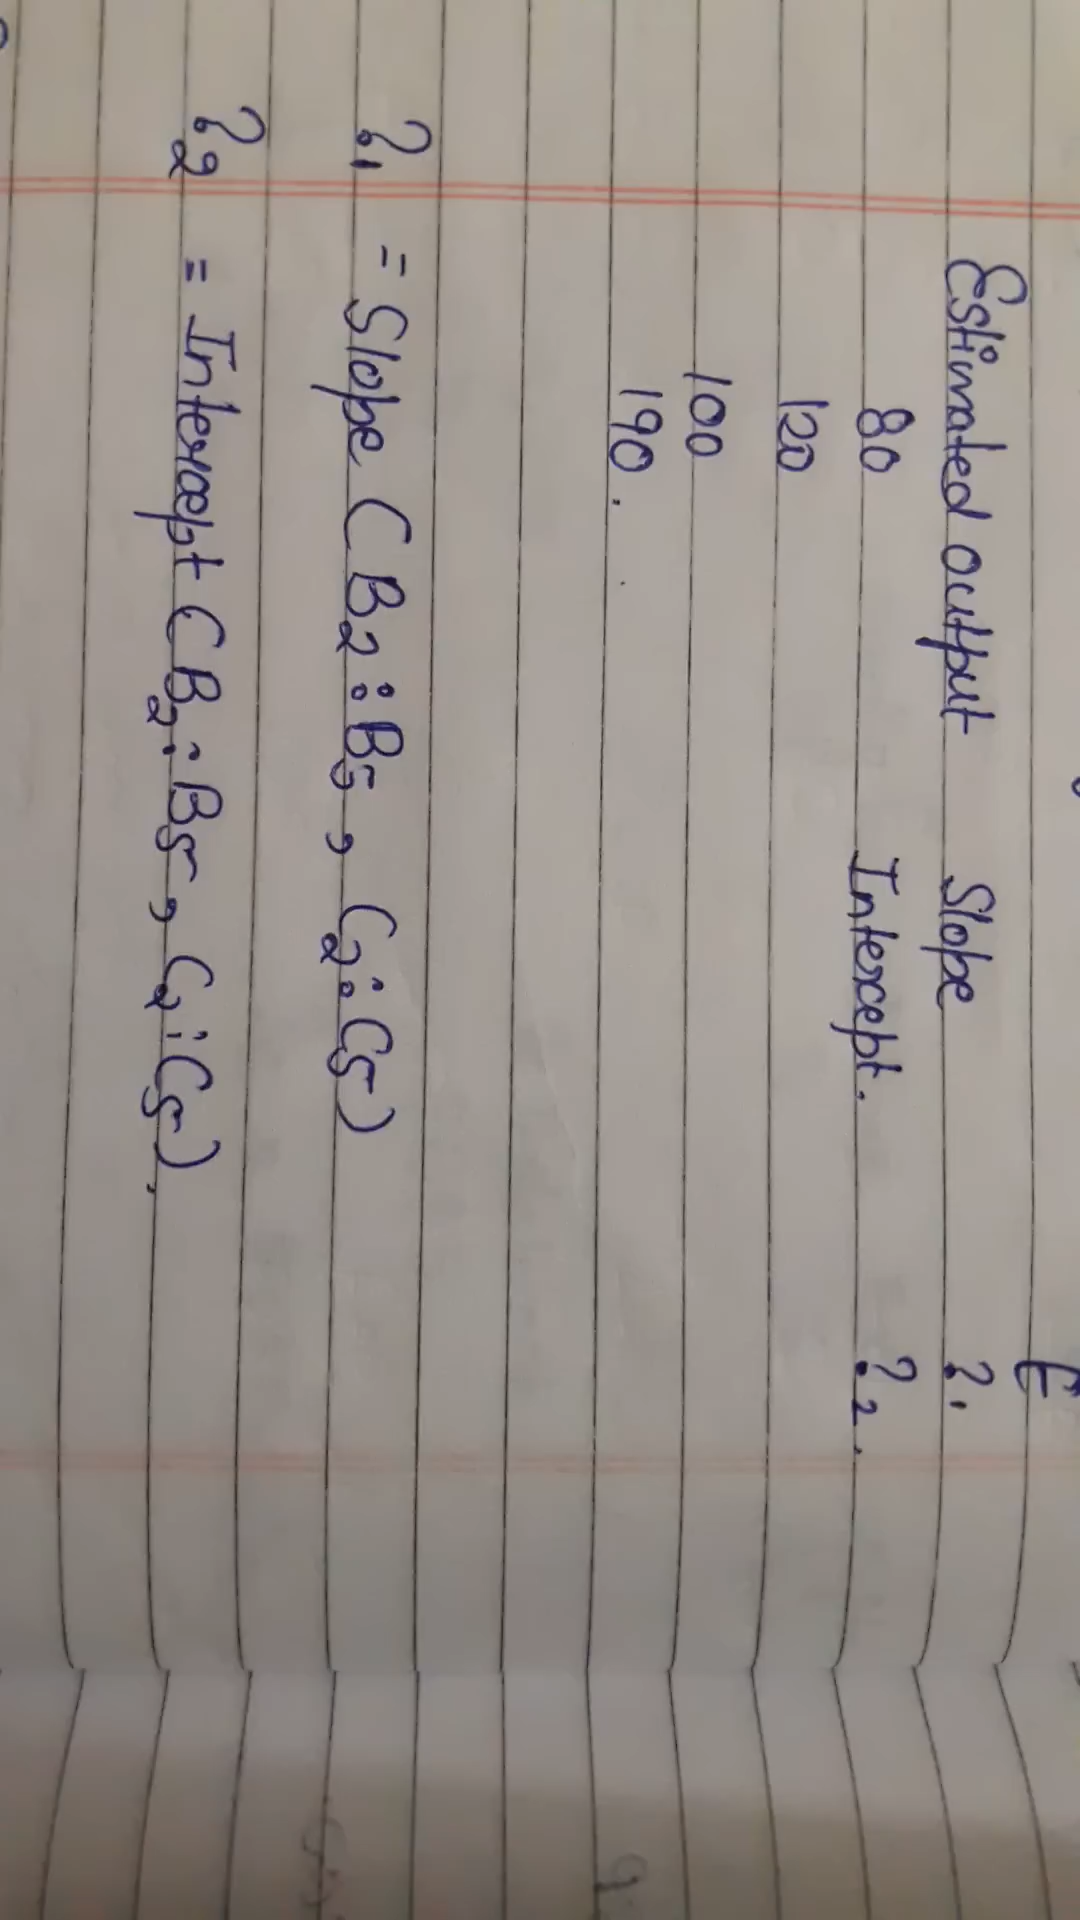 E
Estimated output Slope ?1
80 Intercept. ?2.
120
100
190.
?1 = Slope (B2:B5, C2:C5)
?2 = Intercept (B2:B5, C2:C5).